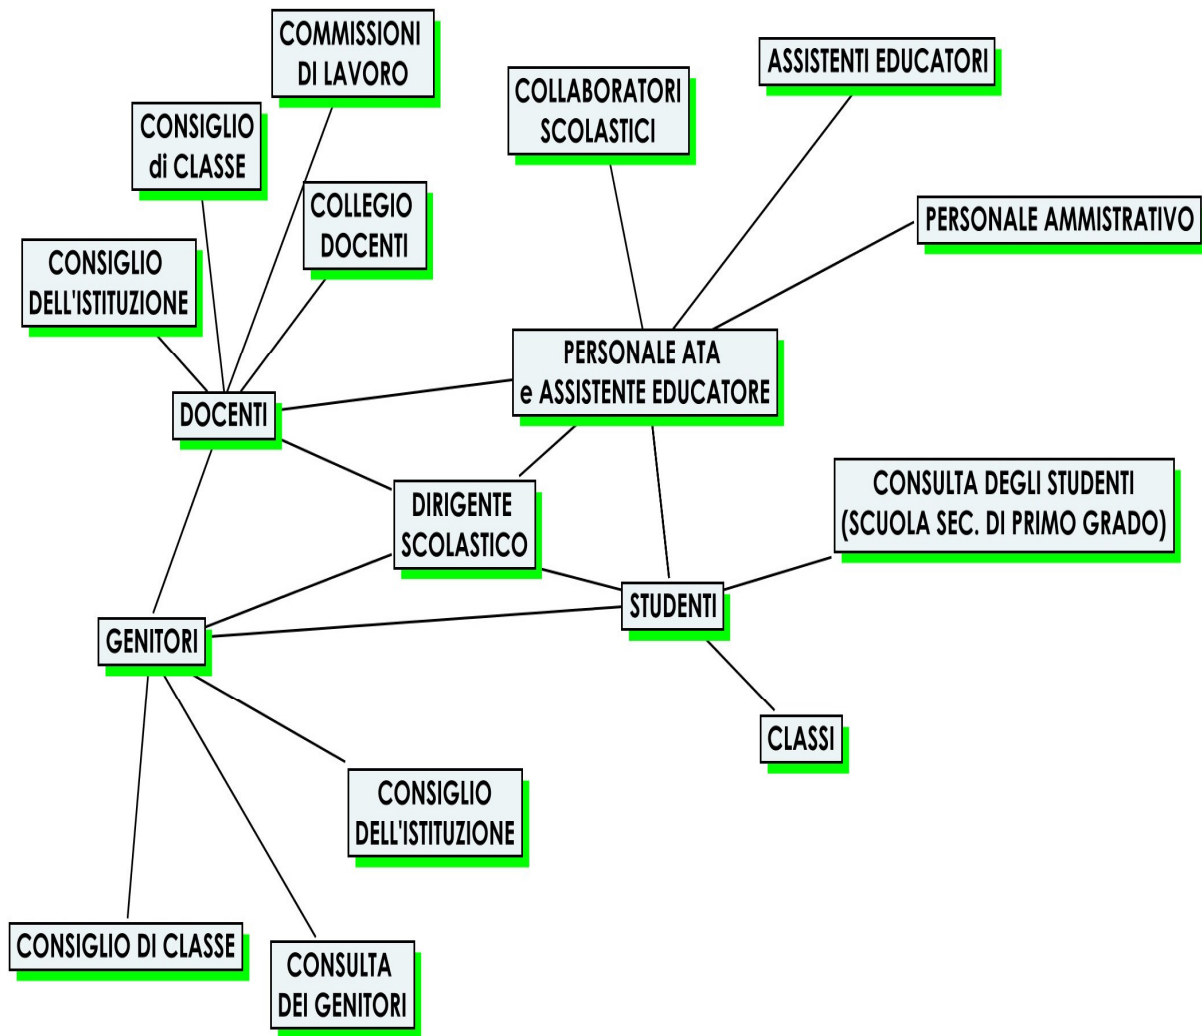 COMMISSIONI
DI LAVORO
ASSISTENTI EDUCATORI
COLLABORATORI
SCOLASTICI
CONSIGLIO
di CLASSE
COLLEGIO
DOCENTI
PERSONALE AMMISTRATIVO
CONSIGLIO
DELL'ISTITUZIONE
PERSONALE ATA
e ASSISTENTE EDUCATORE
DOCENTI
DIRIGENTE
SCOLASTICO
CONSULTA DEGLI STUDENTI
(SCUOLA SEC. DI PRIMO GRADO)
STUDENTI
GENITORI
CLASSI
CONSIGLIO
DELL'ISTITUZIONE
CONSIGLIO DI CLASSE
CONSULTA
DEI GENITORI